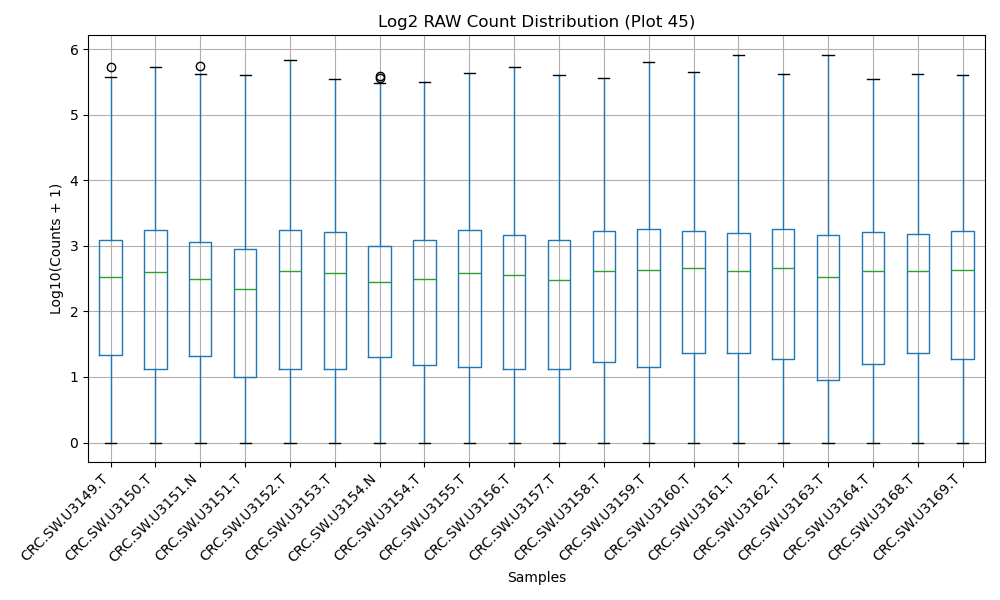 Log2 RAW Count Distribution (Plot 45)
Log10(Counts + 1)
6
5
4
3
2
1
0
CRC.SW.U3149.T
CRC.SW.U3150.T
CRC.SW.U3151.N
CRC.SW.U3151.T
CRC.SW.U3152.T
CRC.SW.U3153.T
CRC.SW.U3154.N
CRC.SW.U3154.T
CRC.SW.U3155.T
CRC.SW.U3156.T
CRC.SW.U3157.T
CRC.SW.U3158.T
CRC.SW.U3159.T
CRC.SW.U3160.T
CRC.SW.U3161.T
CRC.SW.U3162.T
CRC.SW.U3163.T
CRC.SW.U3164.T
CRC.SW.U3168.T
CRC.SW.U3169.T
Samples